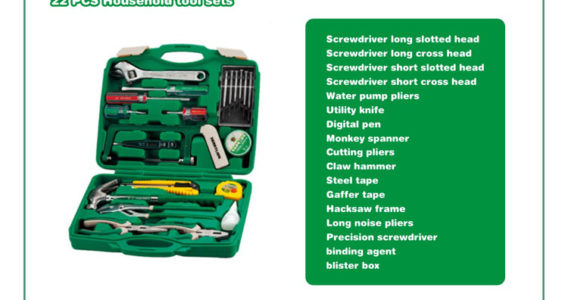 22 PCS Household tool sets
Screwdriver long slotted head
Screwdriver long cross head
Screwdriver short slotted head
Screwdriver short cross head
Water pump pliers
Utility knife
Digital pen
Monkey spanner
Cutting pliers
Claw hammer
Steel tape
Gaffer tape
Hacksaw frame
Long noise pliers
Precision screwdriver
binding agent
blister box